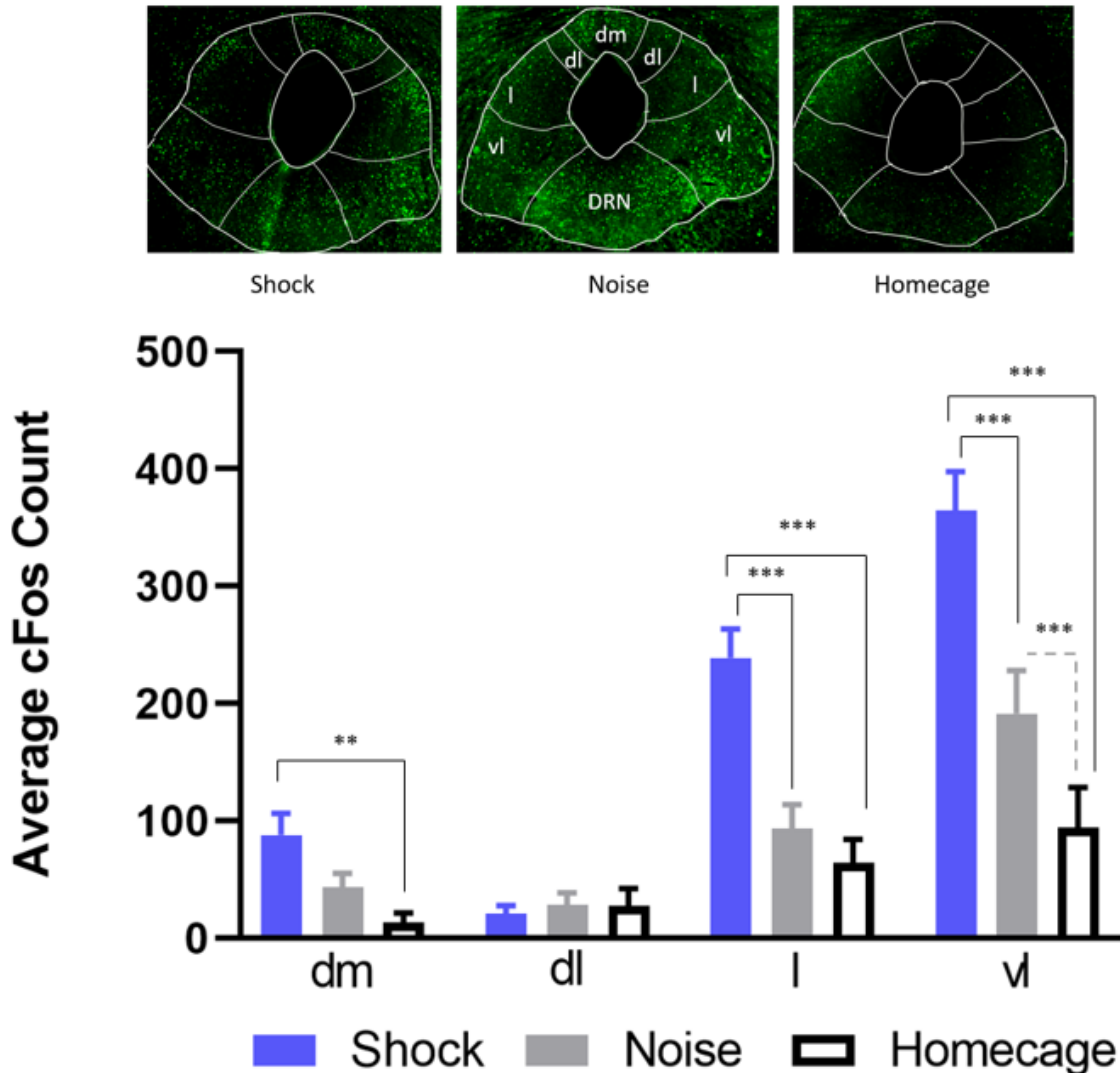 dm
dl dl
l l
vl vl
DRN
Shock Noise Homecage
500
***
***
400
***
***
300
***
200
**
100
0
Average cFos Count
dm dl l vl
Shock Noise Homecage